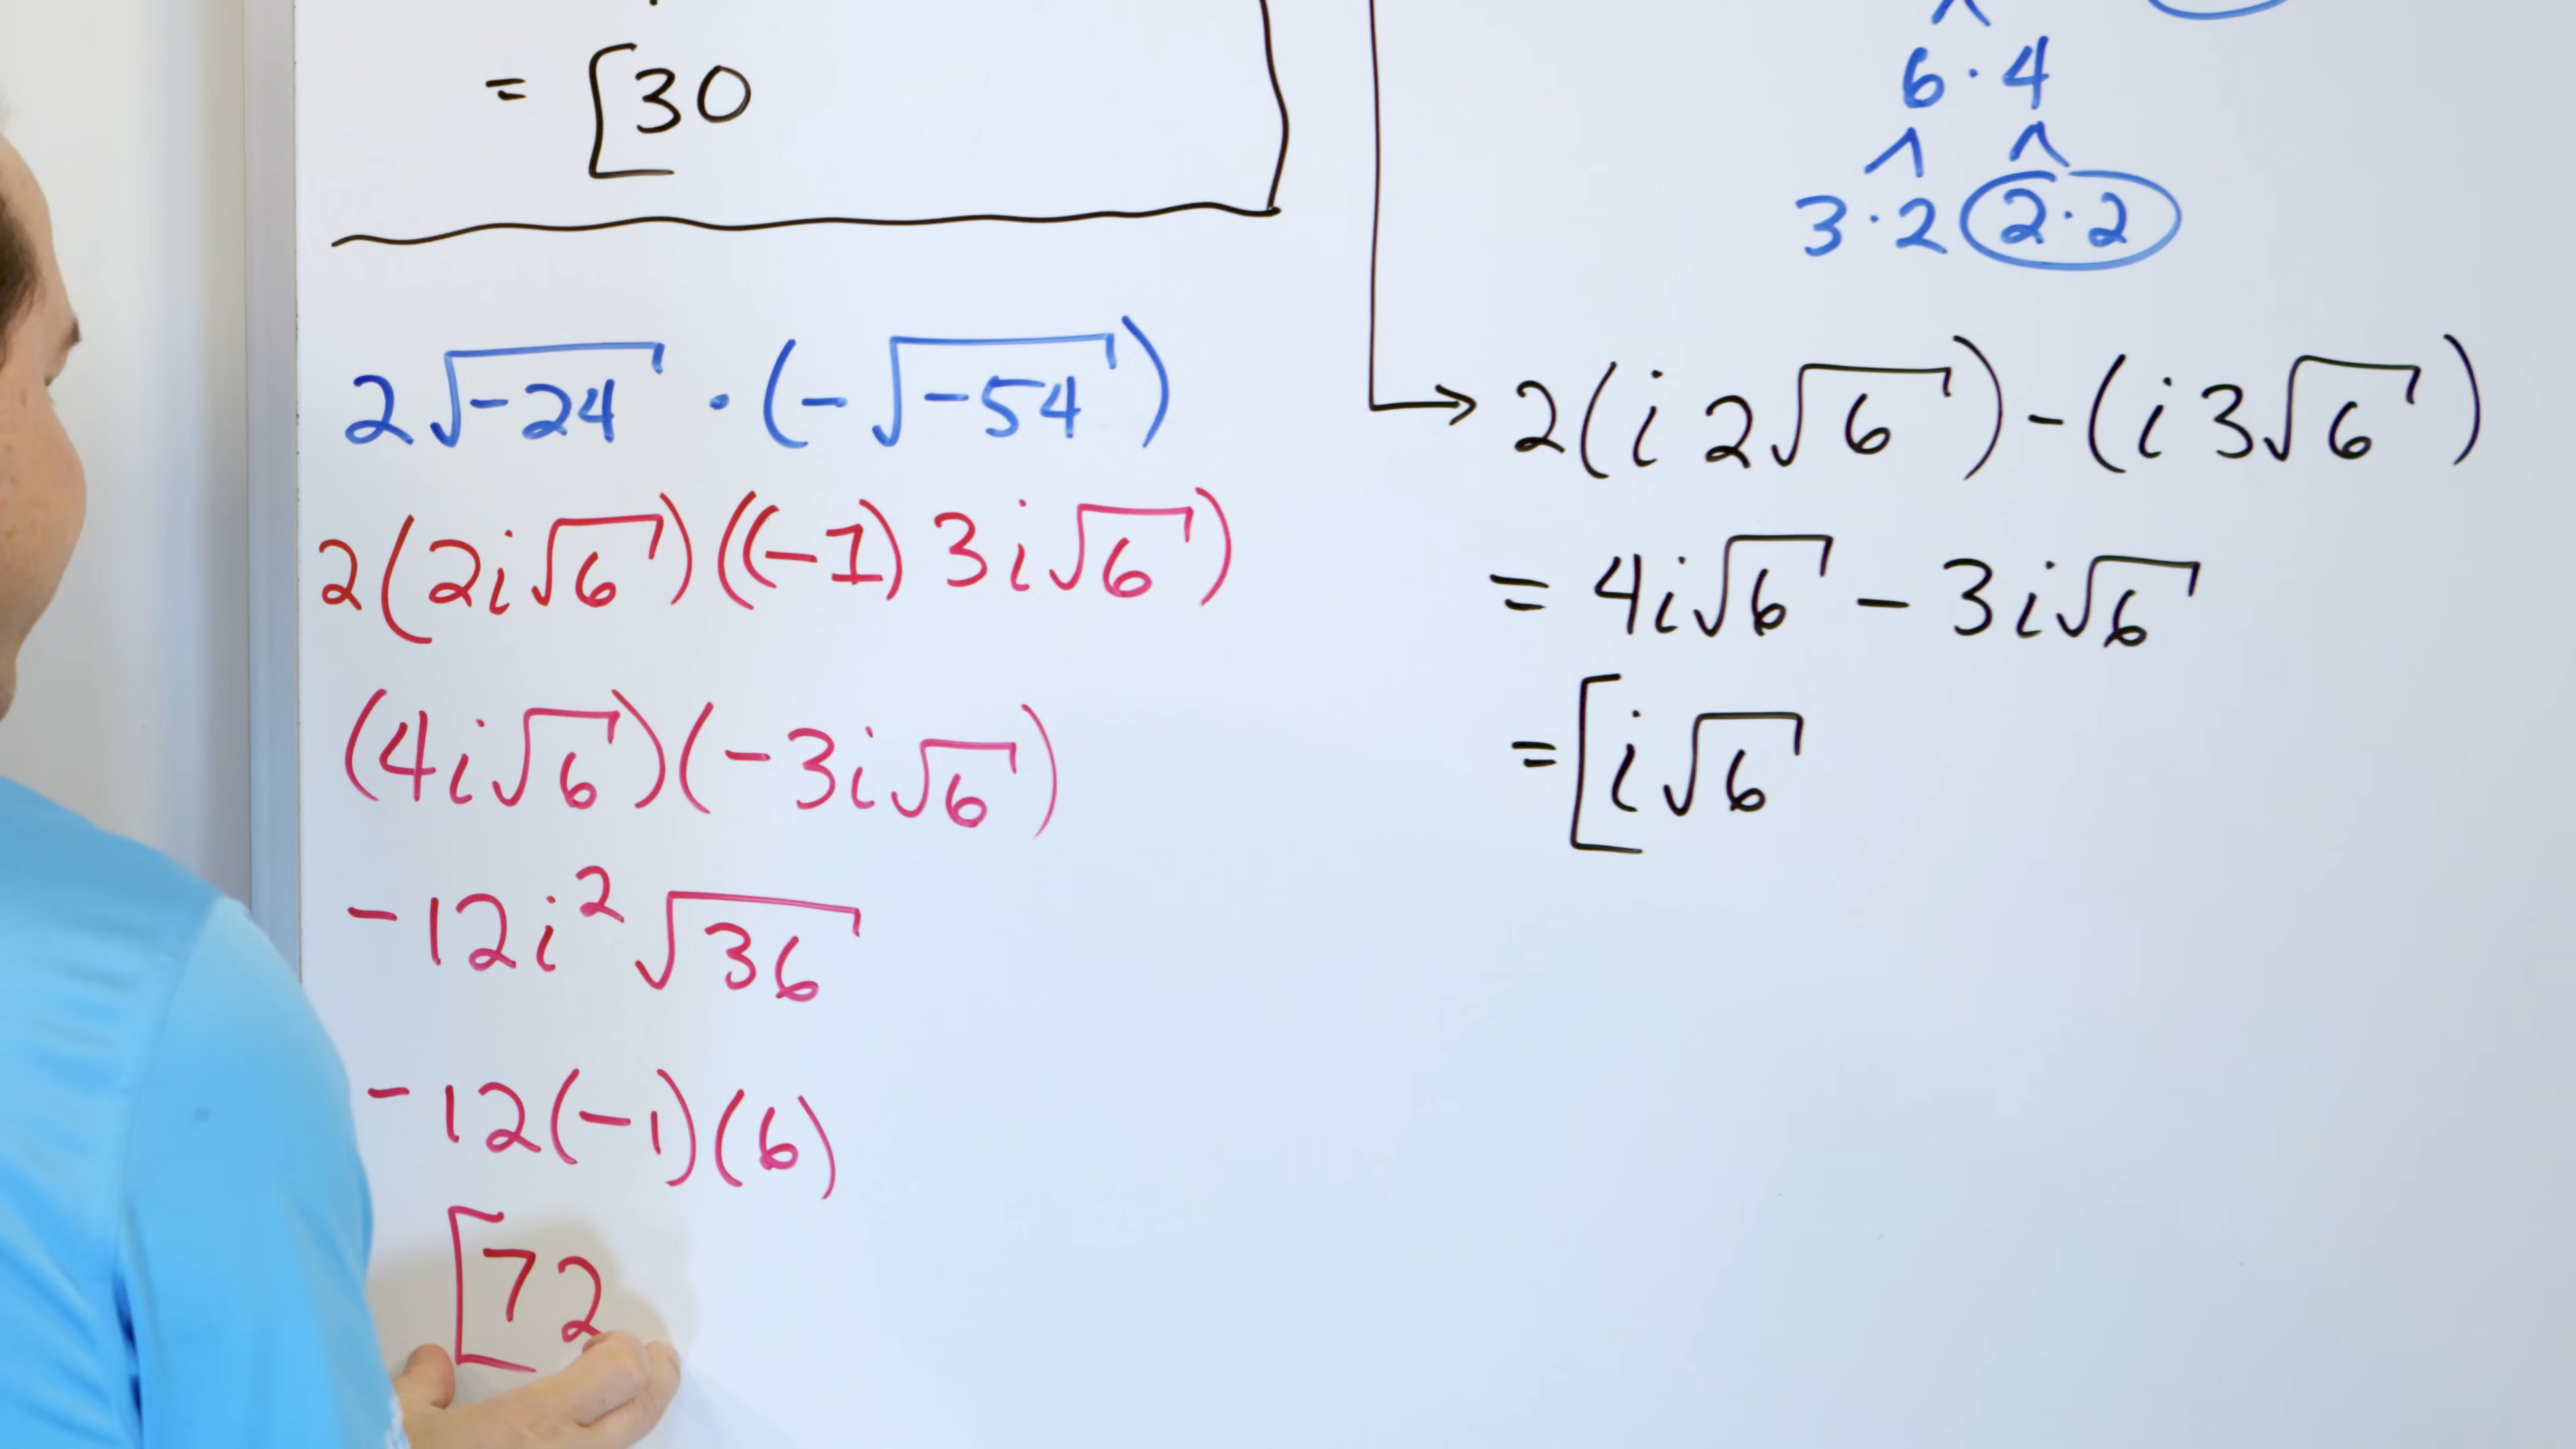 = [30
2√-24 · (-√-54)
2(2i√6)((-1)3i√6)
(4i√6)(-3i√6)
-12i²√36
-12(-1)(6)
[72
6·4
3·2 2·2
2(i2√6)-(i3√6)
= 4i√6 - 3i√6
= [i√6